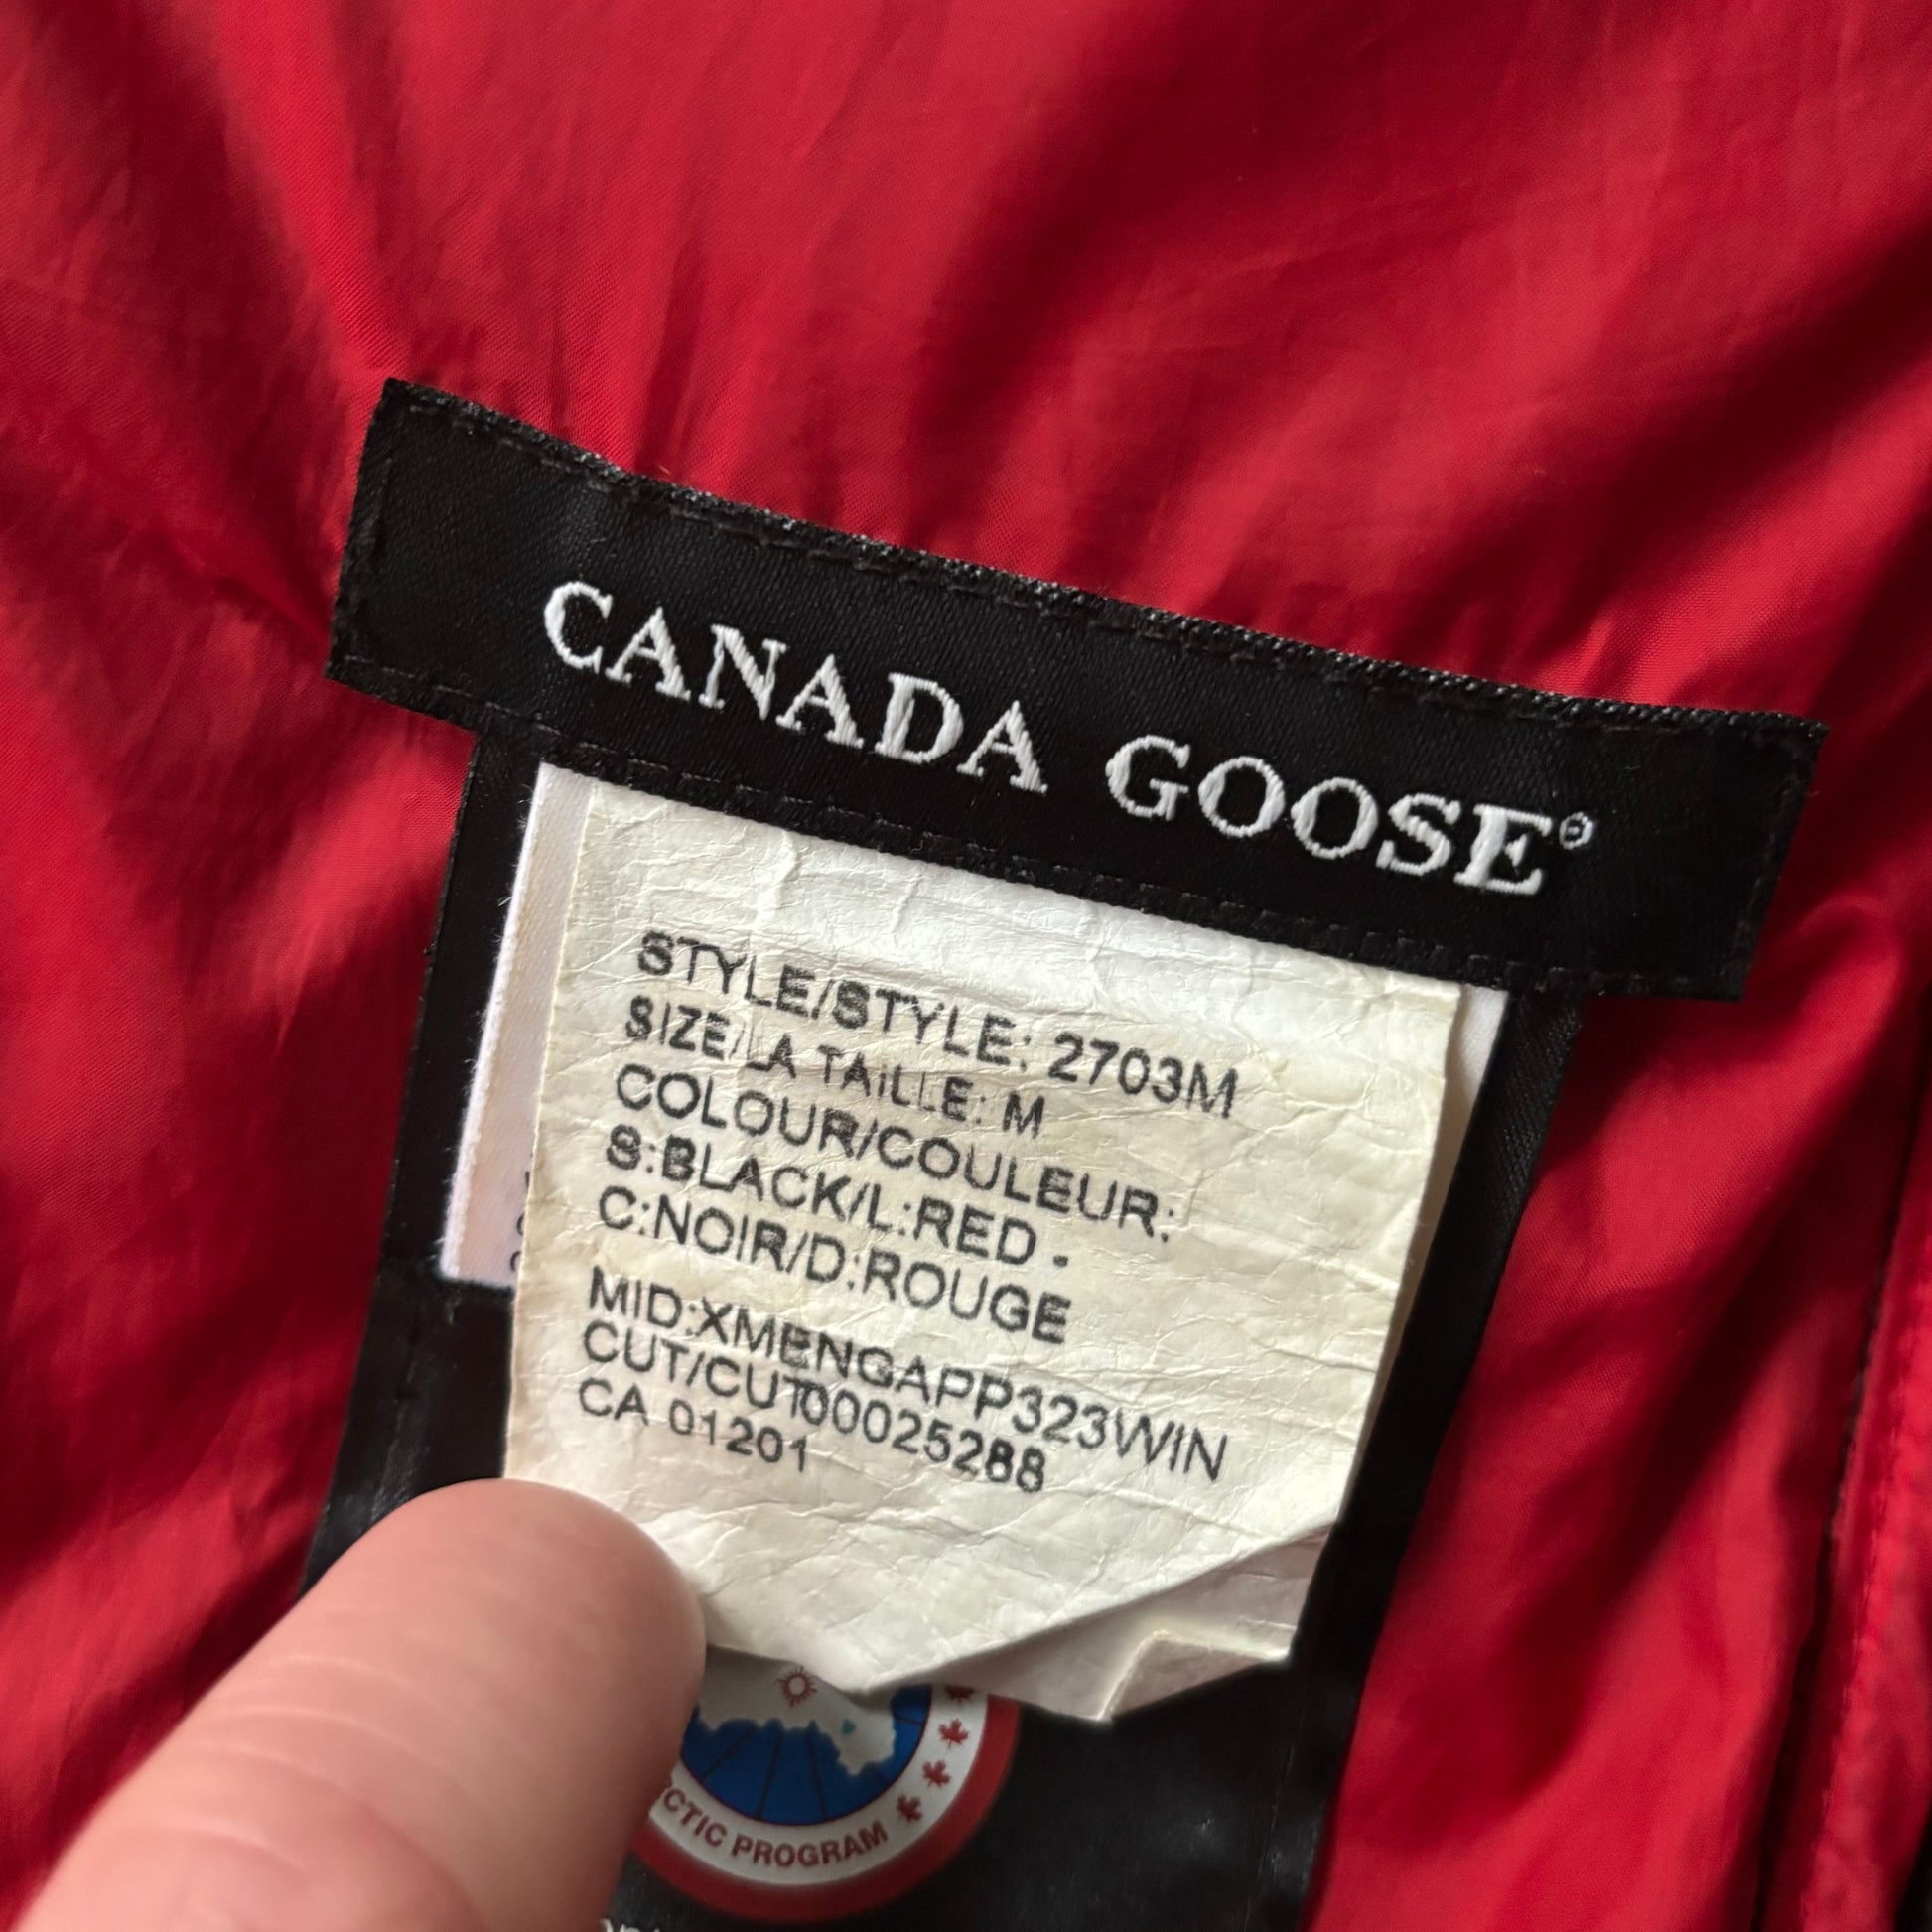 CANADA GOOSE®
STYLE/STYLE: 2703M
SIZE/LA TAILLE: M
COLOUR/COULEUR:
S:BLACK/L:RED -
C:NOIR/D:ROUGE
MID:XMENGAPP323WIN
CUT/CUT00025288
CA 01201
PROGRAM